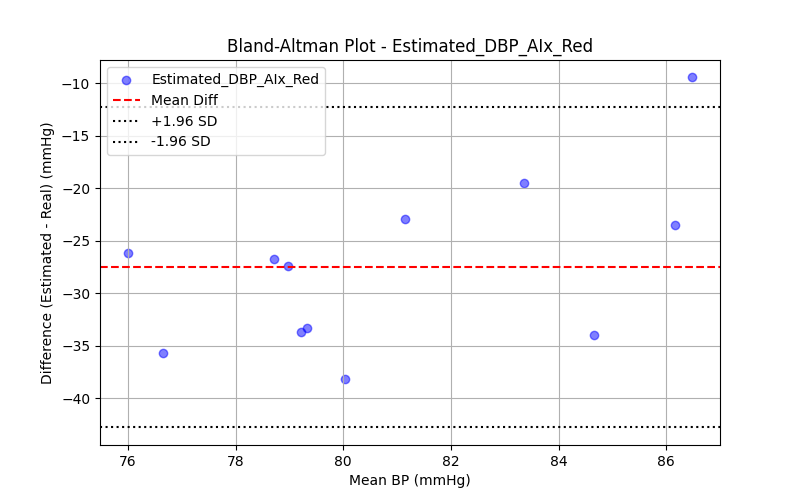 Bland-Altman Plot - Estimated_DBP_AIx_Red
Estimated_DBP_AIx_Red
Mean Diff
+1.96 SD
-1.96 SD
Difference (Estimated - Real) (mmHg)
−10
−15
−20
−25
−30
−35
−40
76 78 80 82 84 86
Mean BP (mmHg)